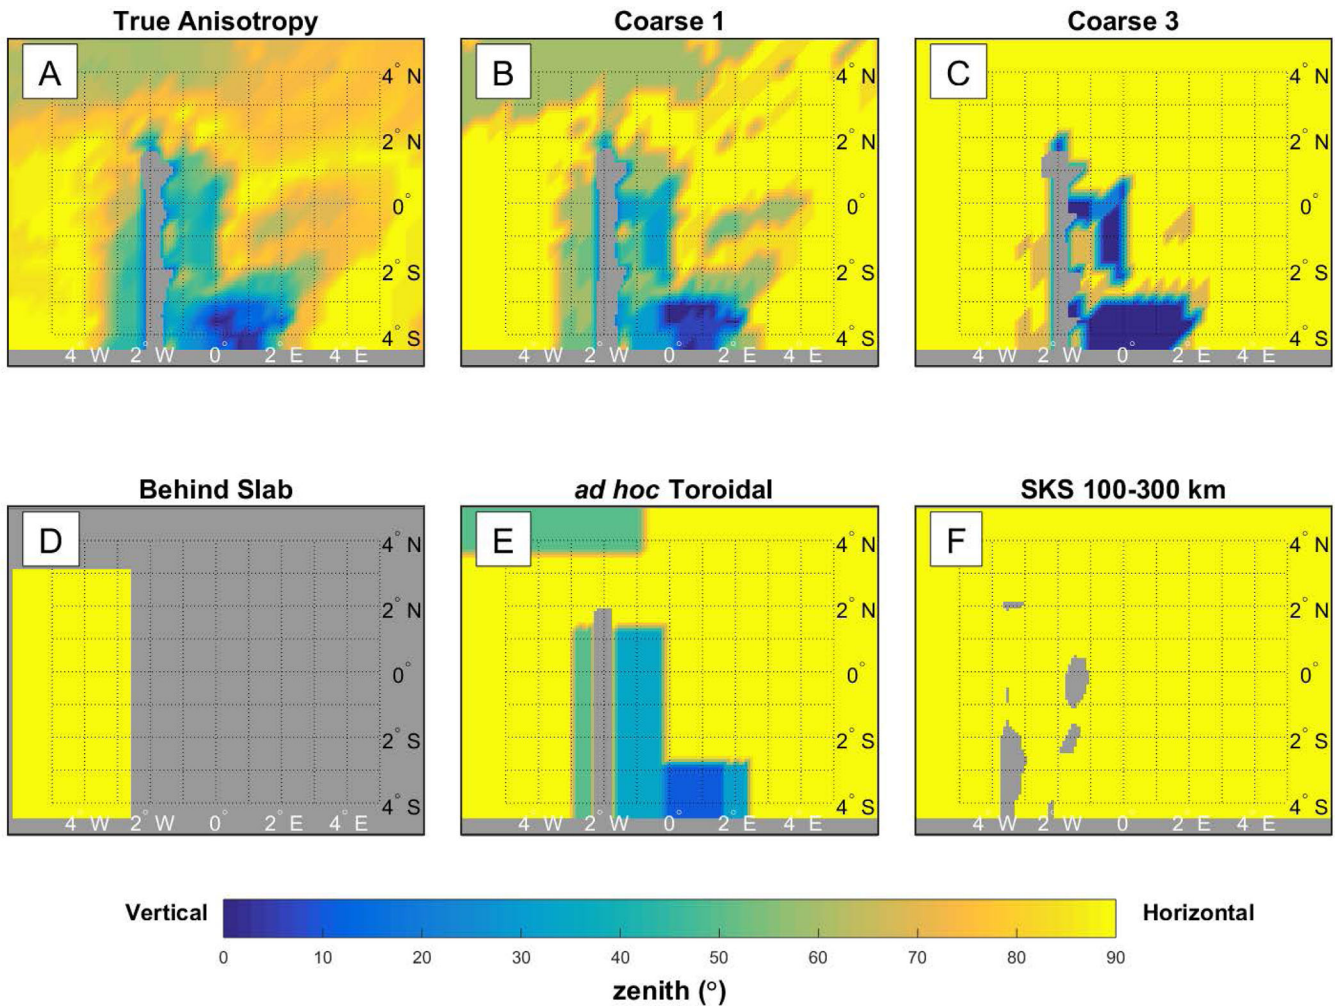 True Anisotropy Coarse 1 Coarse 3
A B C
4° N 4° N 4° N
2° N 2° N 2° N
0° 0° 0°
2° S 2° S 2° S
4° S 4° S 4° S
4° W 2° W 0° 2° E 4° E 4° W 2° W 0° 2° E 4° E 4° W 2° W 0° 2° E 4° E
Behind Slab ad hoc Toroidal SKS 100-300 km
D E F
4° N 4° N 4° N
2° N 2° N 2° N
0° 0° 0°
2° S 2° S 2° S
4° S 4° S 4° S
4° W 2° W 0° 2° E 4° E 4° W 2° W 0° 2° E 4° E 4° W 2° W 0° 2° E 4° E
Vertical Horizontal
0 10 20 30 40 50 60 70 80 90
zenith (°)